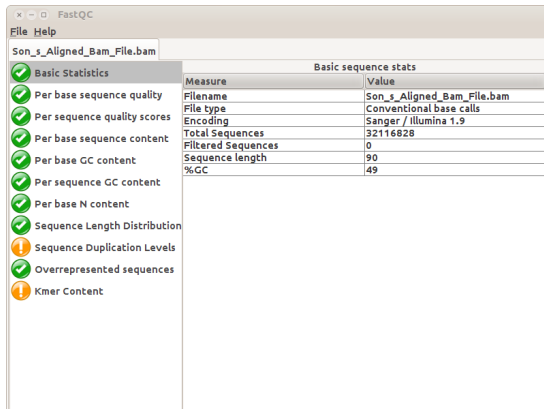 FastQC
File Help
Son_s_Aligned_Bam_File.bam
Basic Statistics
Per base sequence quality
Per sequence quality scores
Per base sequence content
Per base GC content
Per sequence GC content
Per base N content
Sequence Length Distribution
Sequence Duplication Levels
Overrepresented sequences
Kmer Content
Basic sequence stats
Measure Value
Filename Son_s_Aligned_Bam_File.bam
File type Conventional base calls
Encoding Sanger / Illumina 1.9
Total Sequences 32116828
Filtered Sequences 0
Sequence length 90
%GC 49